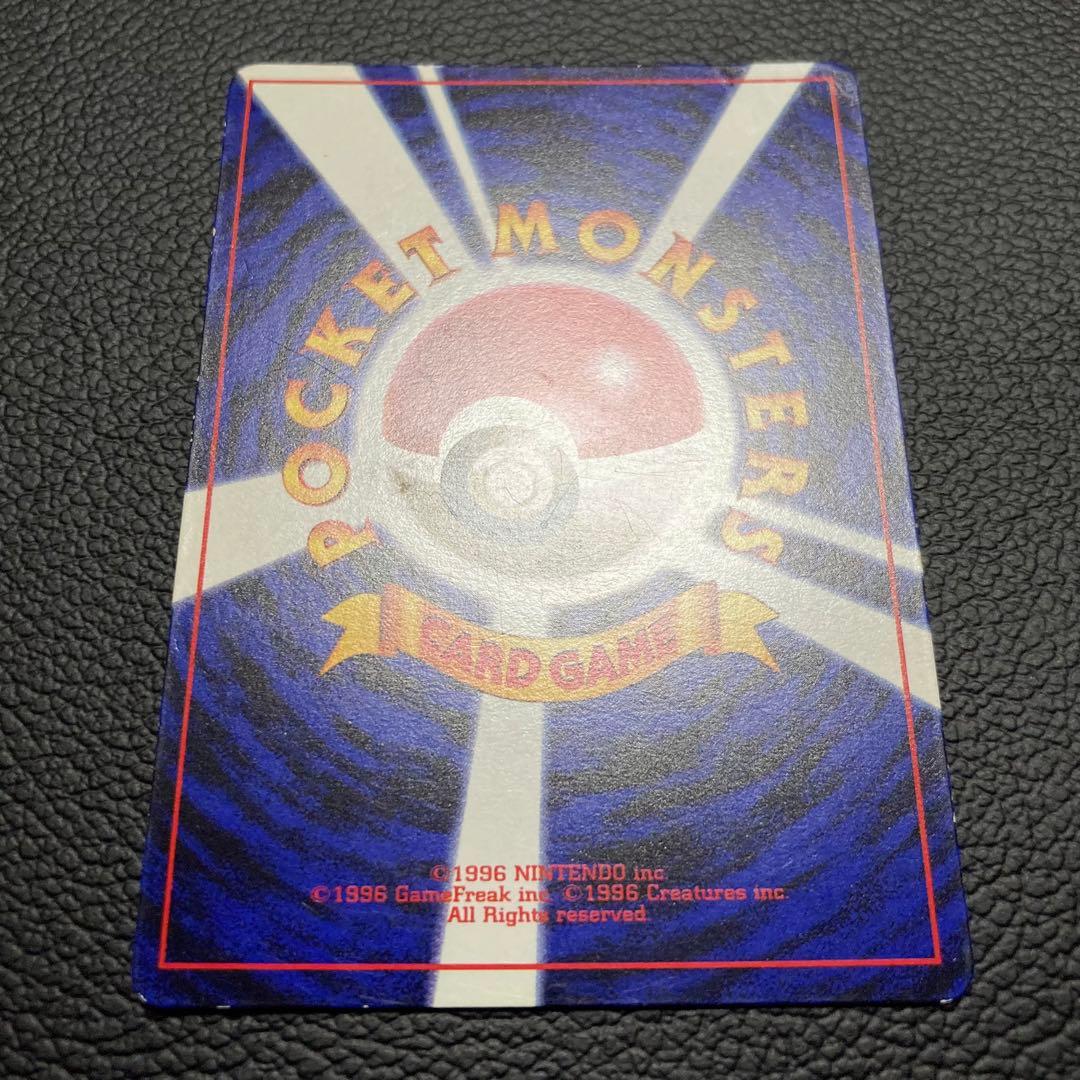 POCKET MONSTERS
CARD GAME
©1996 NINTENDO inc.
©1996 GameFreak inc. ©1996 Creatures inc.
All Rights reserved.